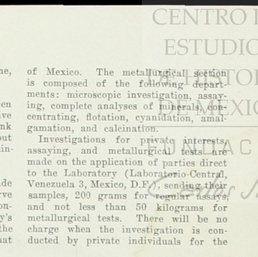 CENTRO
ESTUDIO
DE MEXIC
of Mexico. The metallurgical section
is composed of the following depart-
ments: microscopic investigation, assay-
ing, complete analyses of minerals, con-
centrating, flotation, cyanidation, amal-
gamation, and calcination.
Investigations for private interests,
assaying, and metallurgical tests are
made on the application of parties direct
to the Laboratory (Laboratorio Central,
Venezuela 3, Mexico, D.F.), sending their
samples, 200 grams for regular assays,
and not less than 50 kilograms for
metallurgical tests. There will be no
charge when the investigation is con-
ducted by private individuals for the